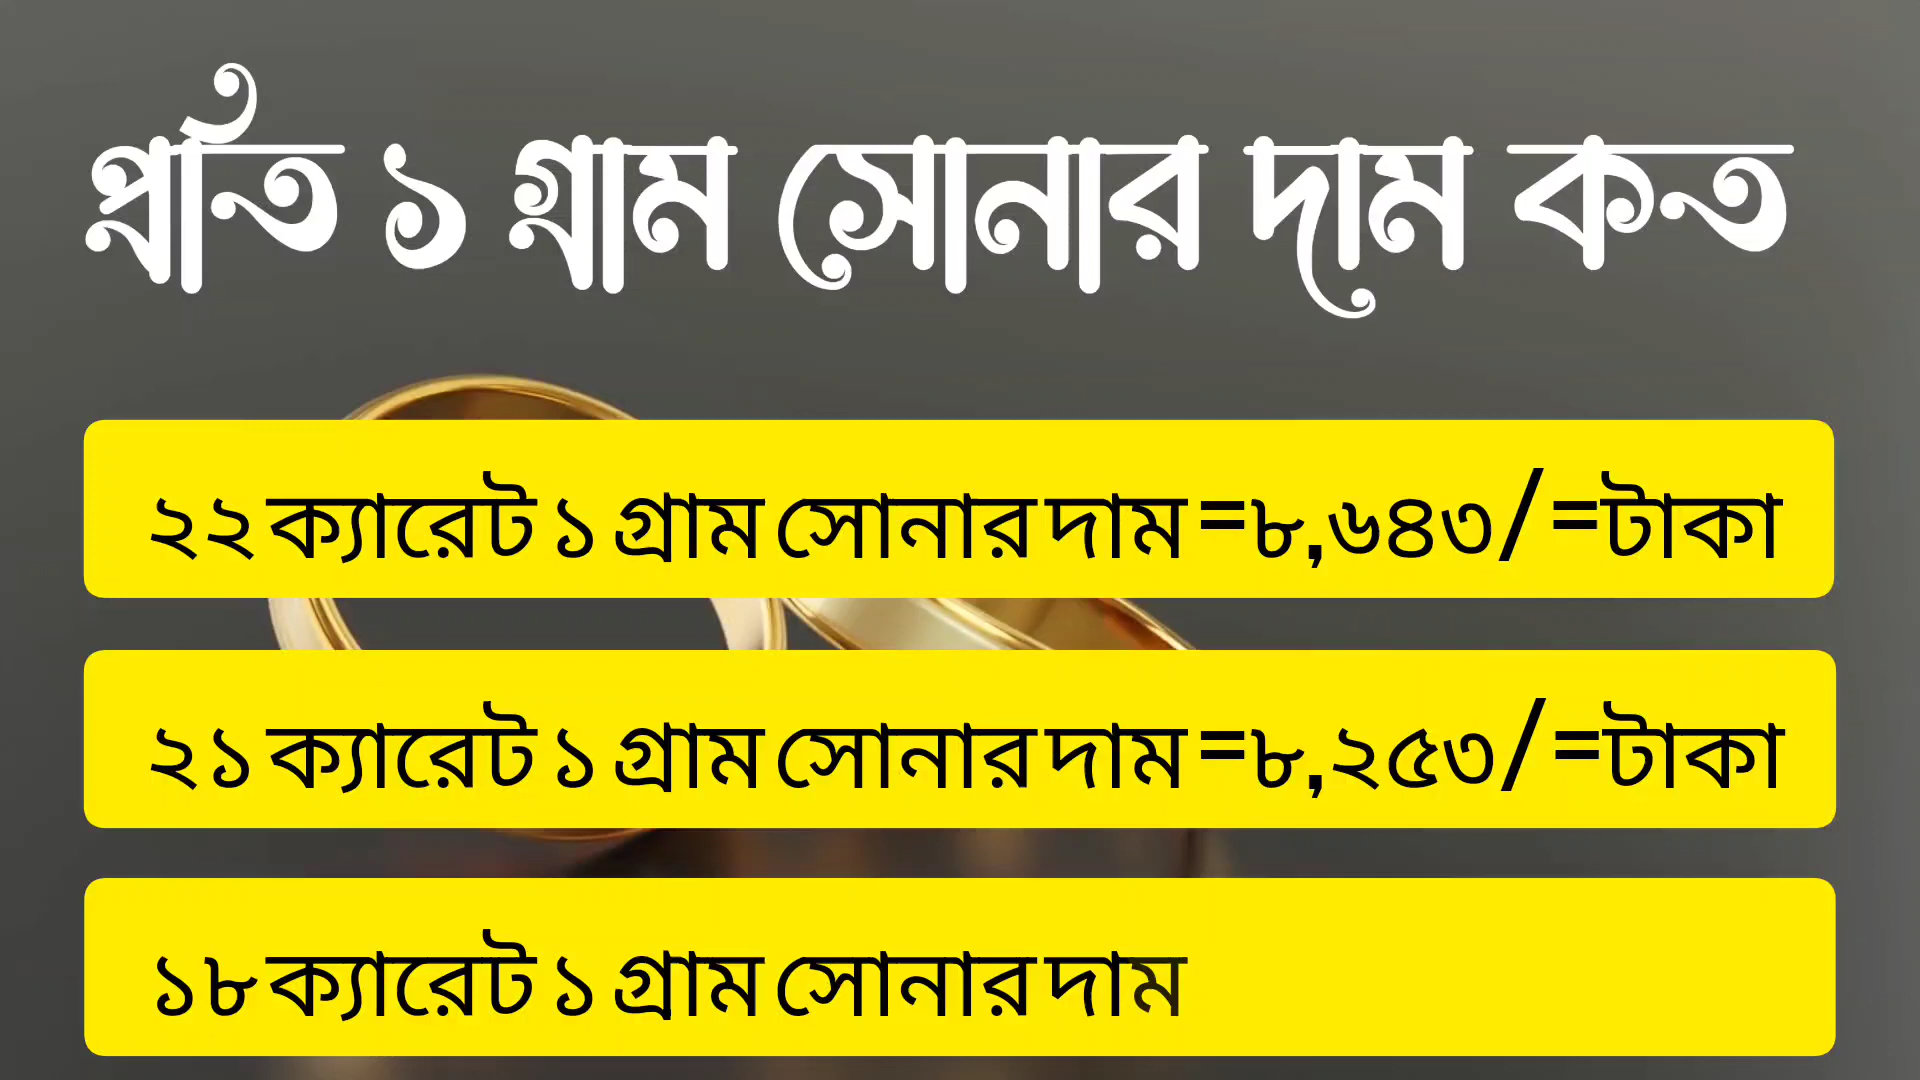 প্রতি ১ গ্রাম সোনার দাম কত
২২ ক্যারেট ১ গ্রাম সোনার দাম =৮,৬৪৩/=টাকা
২১ ক্যারেট ১ গ্রাম সোনার দাম =৮,২৫৩/=টাকা
১৮ ক্যারেট ১ গ্রাম সোনার দাম